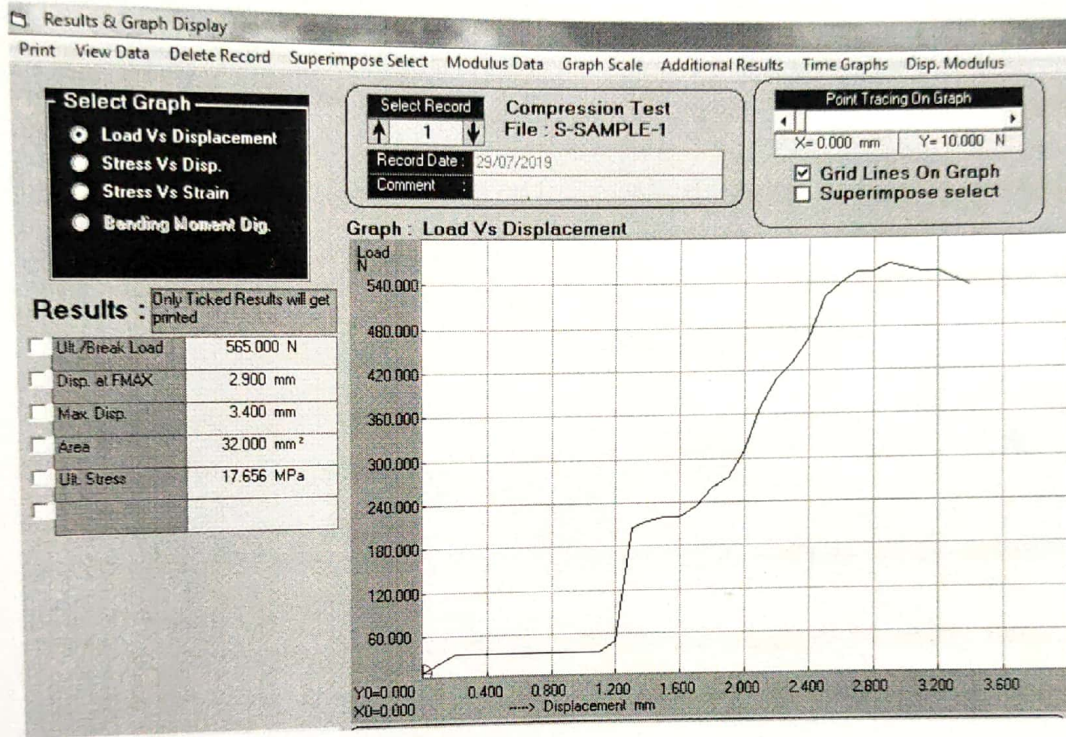 Results & Graph Display
Print View Data Delete Record Superimpose Select Modulus Data Graph Scale Additional Results Time Graphs Disp. Modulus
Select Graph
Load Vs Displacement
Stress Vs Disp.
Stress Vs Strain
Bending Moment Dig.
Select Record
1
Compression Test
File : S-SAMPLE-1
Record Date : 29/07/2019
Comment :
Point Tracing On Graph
X= 0.000 mm Y= 10.000 N
Grid Lines On Graph
Superimpose select
Results : Only Ticked Results will get
printed
Ult./Break Load 565.000 N
Disp. at FMAX 2.900 mm
Max. Disp. 3.400 mm
Area 32.000 mm²
Ult. Stress 17.656 MPa
Graph : Load Vs Displacement
Load
N
540.000
480.000
420.000
360.000
300.000
240.000
180.000
120.000
60.000
Y0=0.000
X0=0.000
0.400 0.800 1.200 1.600 2.000 2.400 2.800 3.200 3.600
----> Displacement mm